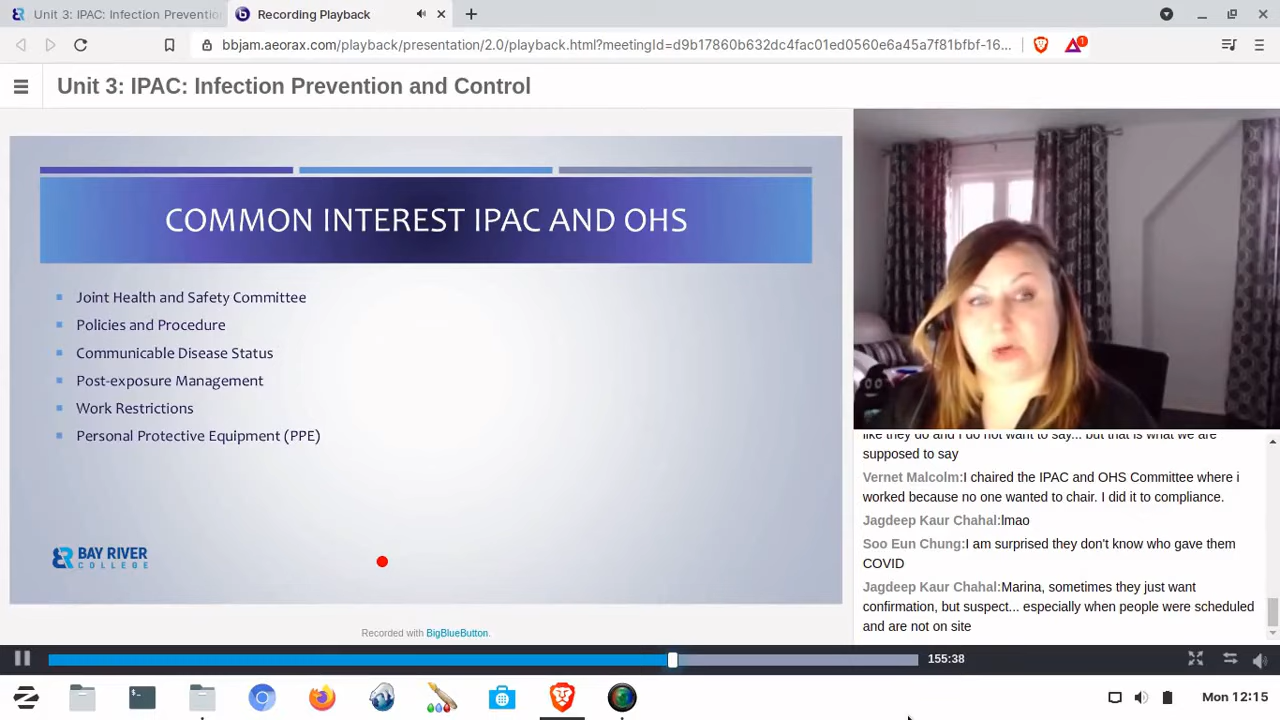 Unit 3: IPAC: Infection Preventio
Recording Playback
bbjam.aeorax.com/playback/presentation/2.0/playback.html?meetingId=d9b17860b632dc4fac01ed0560e6a45a7f81bfbf-16...
1
Unit 3: IPAC: Infection Prevention and Control
COMMON INTEREST IPAC AND OHS
Joint Health and Safety Committee
Policies and Procedure
Communicable Disease Status
Post-exposure Management
Work Restrictions
Personal Protective Equipment (PPE)
BAY RIVER
COLLEGE
Recorded with BigBlueButton.
like they do and I do not want to say... but that is what we are
supposed to say
Vernet Malcolm:I chaired the IPAC and OHS Committee where i
worked because no one wanted to chair. I did it to compliance.
Jagdeep Kaur Chahal:lmao
Soo Eun Chung:I am surprised they don't know who gave them
COVID
Jagdeep Kaur Chahal:Marina, sometimes they just want
confirmation, but suspect... especially when people were scheduled
and are not on site
155:38
Mon 12:15